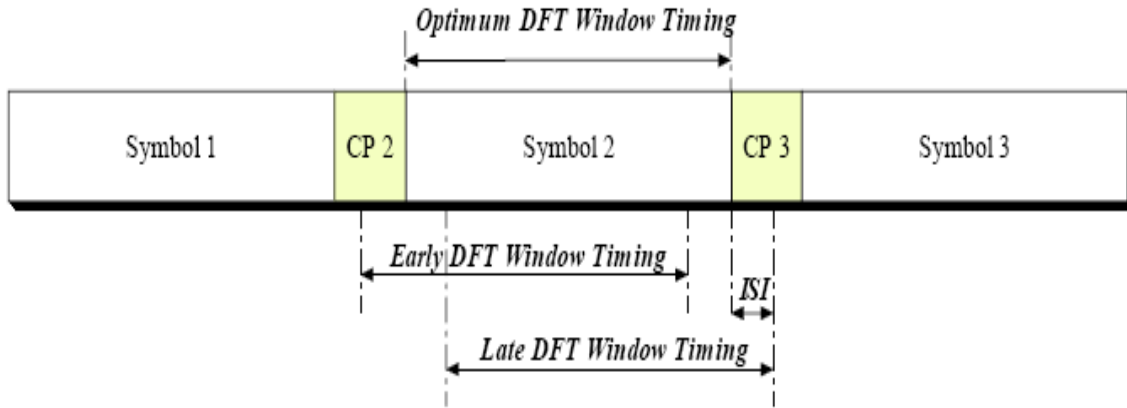 Optimum DFT Window Timing
Symbol 1 CP 2 Symbol 2 CP 3 Symbol 3
Early DFT Window Timing
ISI
Late DFT Window Timing